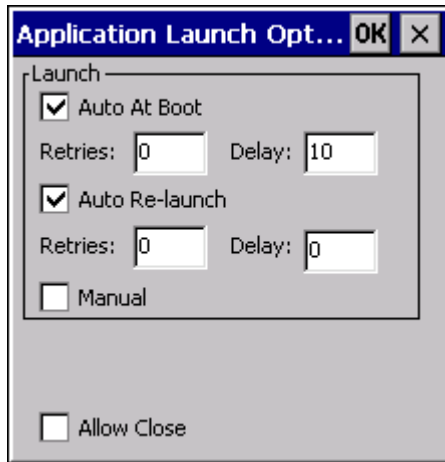 Application Launch Opt... OK ×
Launch
Auto At Boot
Retries: 0 Delay: 10
Auto Re-launch
Retries: 0 Delay: 0
Manual
Allow Close